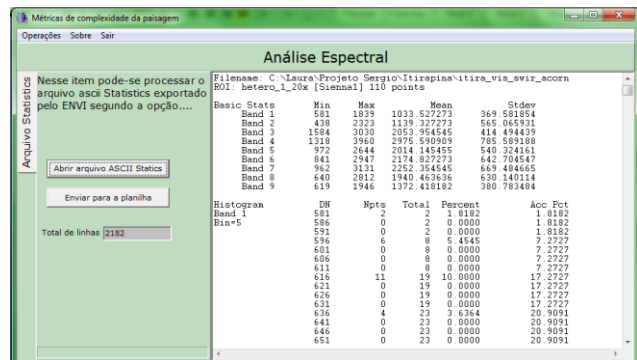 Métricas de complexidade da paisagem
Operações Sobre Sair
Análise Espectral
Arquivo Statistics
Nesse item pode-se processar o
arquivo ascii Statistics exportado
pelo ENVI segundo a opção....
Abrir arquivo ASCII Statics
Enviar para a planilha
Total de linhas 2182
Filename: C:\Laura\Projeto Sergio\Itirapina\itira_vis_svir_acorn
ROI: hetero_1_20x [Sienna1] 110 points
Basic Stats Min Max Mean Stdev
Band 1 581 1839 1033.527273 369.581854
Band 2 438 2323 1139.327273 565.065931
Band 3 1584 3030 2053.954545 414.494439
Band 4 1318 3960 2975.590909 785.589188
Band 5 972 2644 2014.145455 540.324161
Band 6 841 2947 2174.827273 642.704547
Band 7 962 3131 2252.354545 669.484665
Band 8 640 2812 1940.463636 630.140114
Band 9 619 1946 1372.418182 380.783484
Histogram DN Npts Total Percent Acc Pct
Band 1 581 2 2 1.8182 1.8182
Bin=5 586 0 2 0.0000 1.8182
591 0 2 0.0000 1.8182
596 6 8 5.4545 7.2727
601 0 8 0.0000 7.2727
606 0 8 0.0000 7.2727
611 0 8 0.0000 7.2727
616 11 19 10.0000 17.2727
621 0 19 0.0000 17.2727
626 0 19 0.0000 17.2727
631 0 19 0.0000 17.2727
636 4 23 3.6364 20.9091
641 0 23 0.0000 20.9091
646 0 23 0.0000 20.9091
651 0 23 0.0000 20.9091